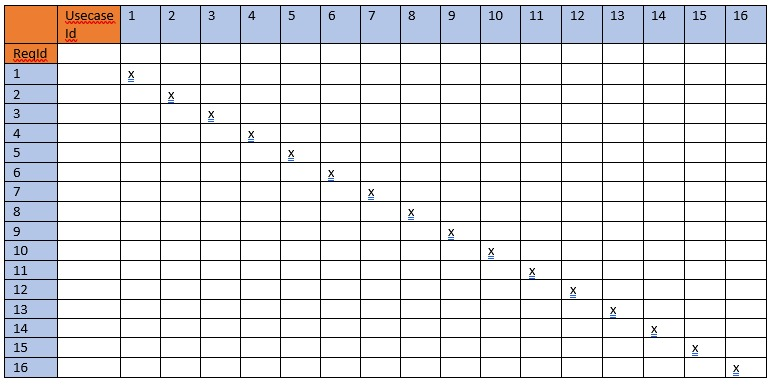 Usecase 1 2 3 4 5 6 7 8 9 10 11 12 13 14 15 16
Id
ReqId
1 x
2 x
3 x
4 x
5 x
6 x
7 x
8 x
9 x
10 x
11 x
12 x
13 x
14 x
15 x
16 x